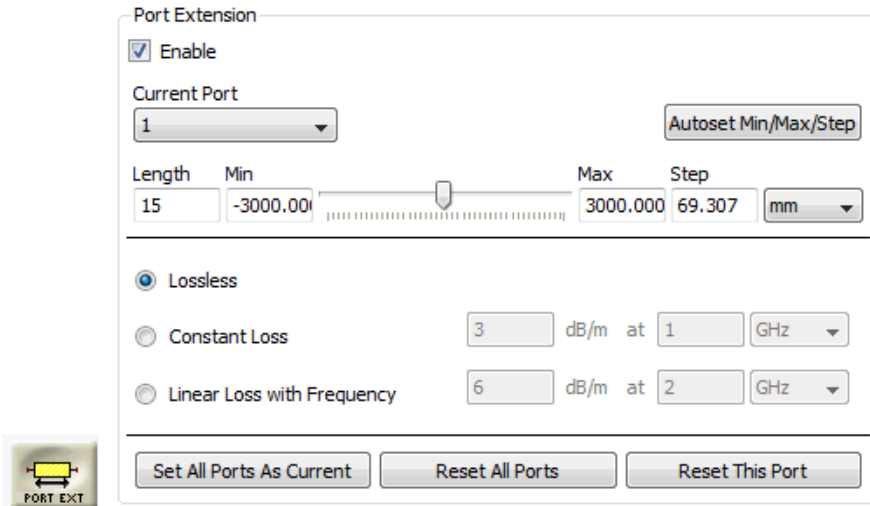 Port Extension
Enable
Current Port
1
Autoset Min/Max/Step
Length Min Max Step
15 -3000.00 3000.000 69.307 mm
Lossless
Constant Loss 3 dB/m at 1 GHz
Linear Loss with Frequency 6 dB/m at 2 GHz
Set All Ports As Current Reset All Ports Reset This Port
PORT EXT